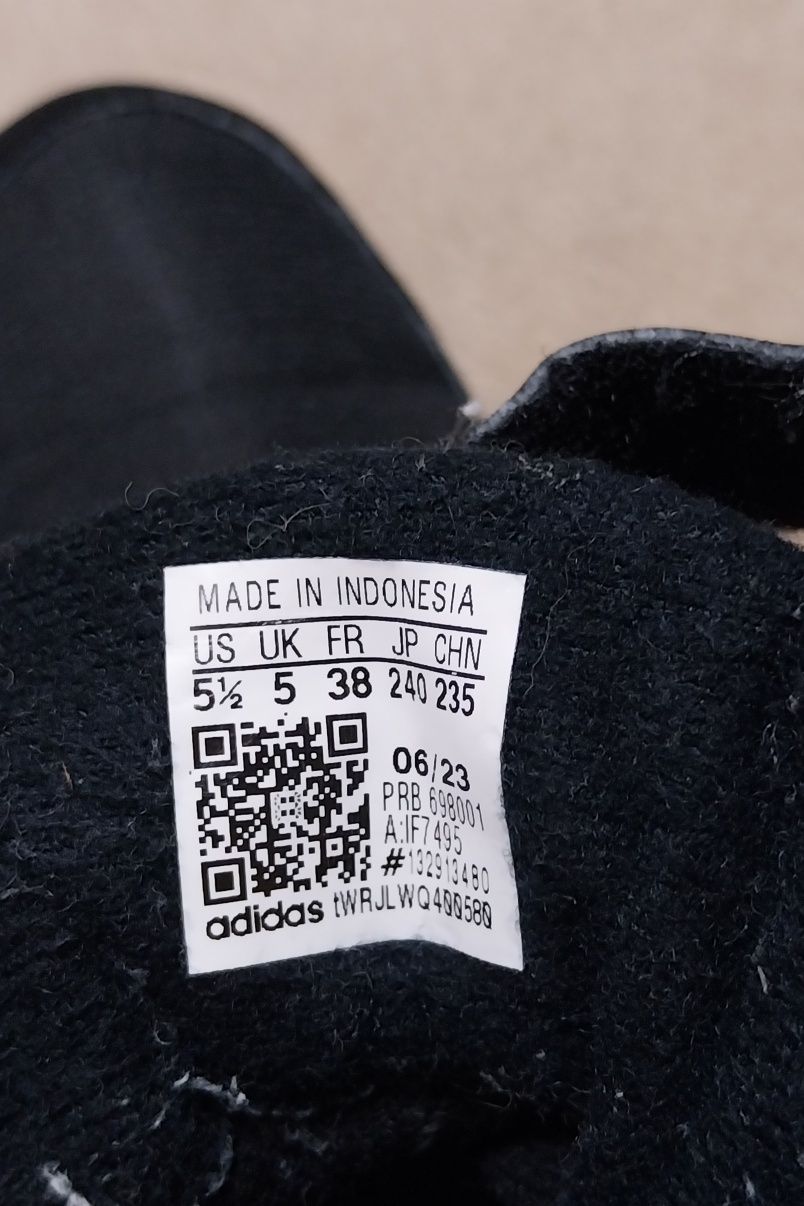 MADE IN INDONESIA
US UK FR JP CHN
5½ 5 38 240 235
06/23
PRB 698001
A:IF7495
#132913480
adidas tWRJLWQ400580